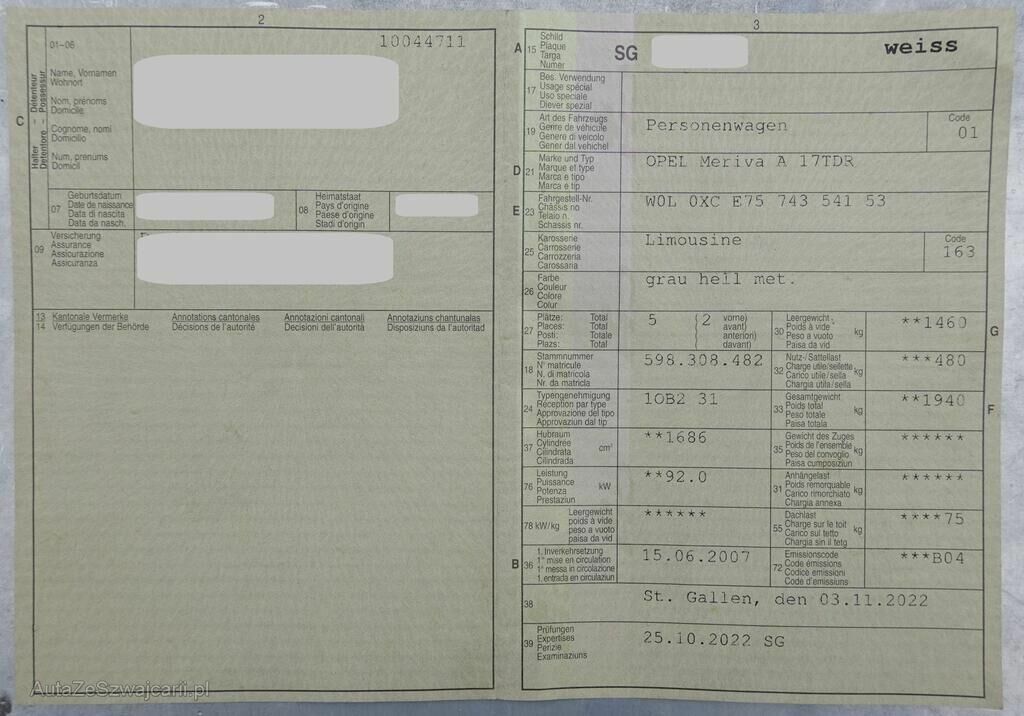 2
01-06
10044711
C
Halter – Détenteur
Detentore – Possessur
Name, Vornamen
Wohnort
Nom, prénoms
Domicile
Cognome, nomi
Domicilio
Num, prenums
Domicil
07
Geburtsdatum
Date de naissance
Data di nascita
Data da nasch.
08
Heimatstaat
Pays d'origine
Paese d'origine
Stadi d'origin
09
Versicherung
Assurance
Assicurazione
Assicuranza
13 Kantonale Vermerke Annotations cantonales Annotazioni cantonali Annotaziuns chantunalas
14 Verfügungen der Behörde Décisions de l'autorité Decisioni dell'autorità Disposiziuns da l'autoritad
3
A 15
Schild
Plaque
Targa
Numer
SG
weiss
17
Bes. Verwendung
Usage spécial
Uso speciale
Diever spezial
19
Art des Fahrzeugs
Genre de véhicule
Genere di veicolo
Gener dal vehichel
Personenwagen
Code
01
D 21
Marke und Typ
Marque et type
Marca e tipo
Marca e tip
OPEL Meriva A 17TDR
E 23
Fahrgestell-Nr.
Châssis no
Telaio n.
Schassis nr.
W0L 0XC E75 743 541 53
25
Karosserie
Carrosserie
Carrozzeria
Carossaria
Limousine
Code
163
26
Farbe
Couleur
Colore
Colur
grau hell met.
27
Plätze: Total
Places: Total
Posti: Totale
Plazs: Total
5 (2 vorne)
( avant)
( anteriori)
( davant)
30
Leergewicht
Poids à vide
Peso a vuoto
Paisa da vid
kg
**1460
G
18
Stammnummer
N° matricule
N. di matricola
Nr. da matricla
598.308.482
32
Nutz-/Sattellast
Charge utile/sellette
Carico utile/sella
Chargia utila/sella
kg
***480
24
Typengenehmigung
Réception par type
Approvazione del tipo
Approvaziun dal tip
1OB2 31
33
Gesamtgewicht
Poids total
Peso totale
Paisa totala
kg
**1940
F
37
Hubraum
Cylindrée
Cilindrata
Cilindrada
cm³
**1686
35
Gewicht des Zuges
Poids de l'ensemble
Peso del convoglio
Paisa cumposiziun
kg
******
76
Leistung
Puissance
Potenza
Prestaziun
kW
**92.0
31
Anhängelast
Poids remorquable
Carico rimorchiato
Chargia annexa
kg
******
78 kW/kg
Leergewicht
poids à vide
peso a vuoto
paisa da vid
******
55
Dachlast
Charge sur le toit
Carico sul tetto
Chargia sin il tetg
kg
****75
B 36
1. Inverkehrsetzung
1re mise en circulation
1a messa in circolazione
1. entrada en circulaziun
15.06.2007
72
Emissionscode
Code émissions
Codice emissioni
Code d'emissiuns
***B04
38
St. Gallen, den 03.11.2022
39
Prüfungen
Expertises
Perizie
Examinaziuns
25.10.2022 SG
AutaZeSzwajcarii.pl